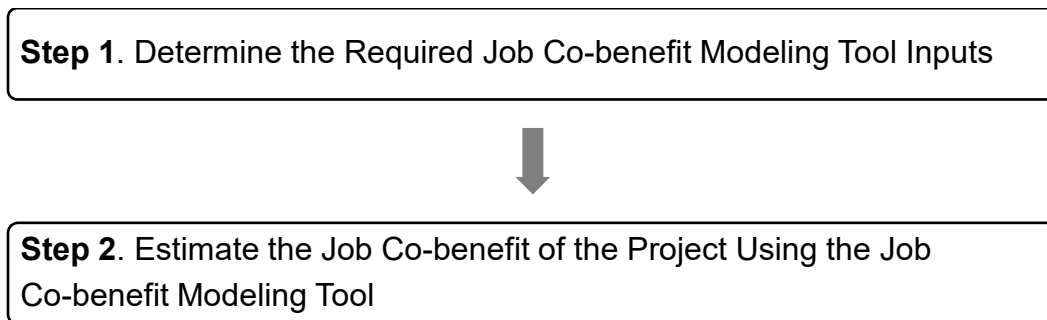 Step 1. Determine the Required Job Co-benefit Modeling Tool Inputs
Step 2. Estimate the Job Co-benefit of the Project Using the Job
Co-benefit Modeling Tool